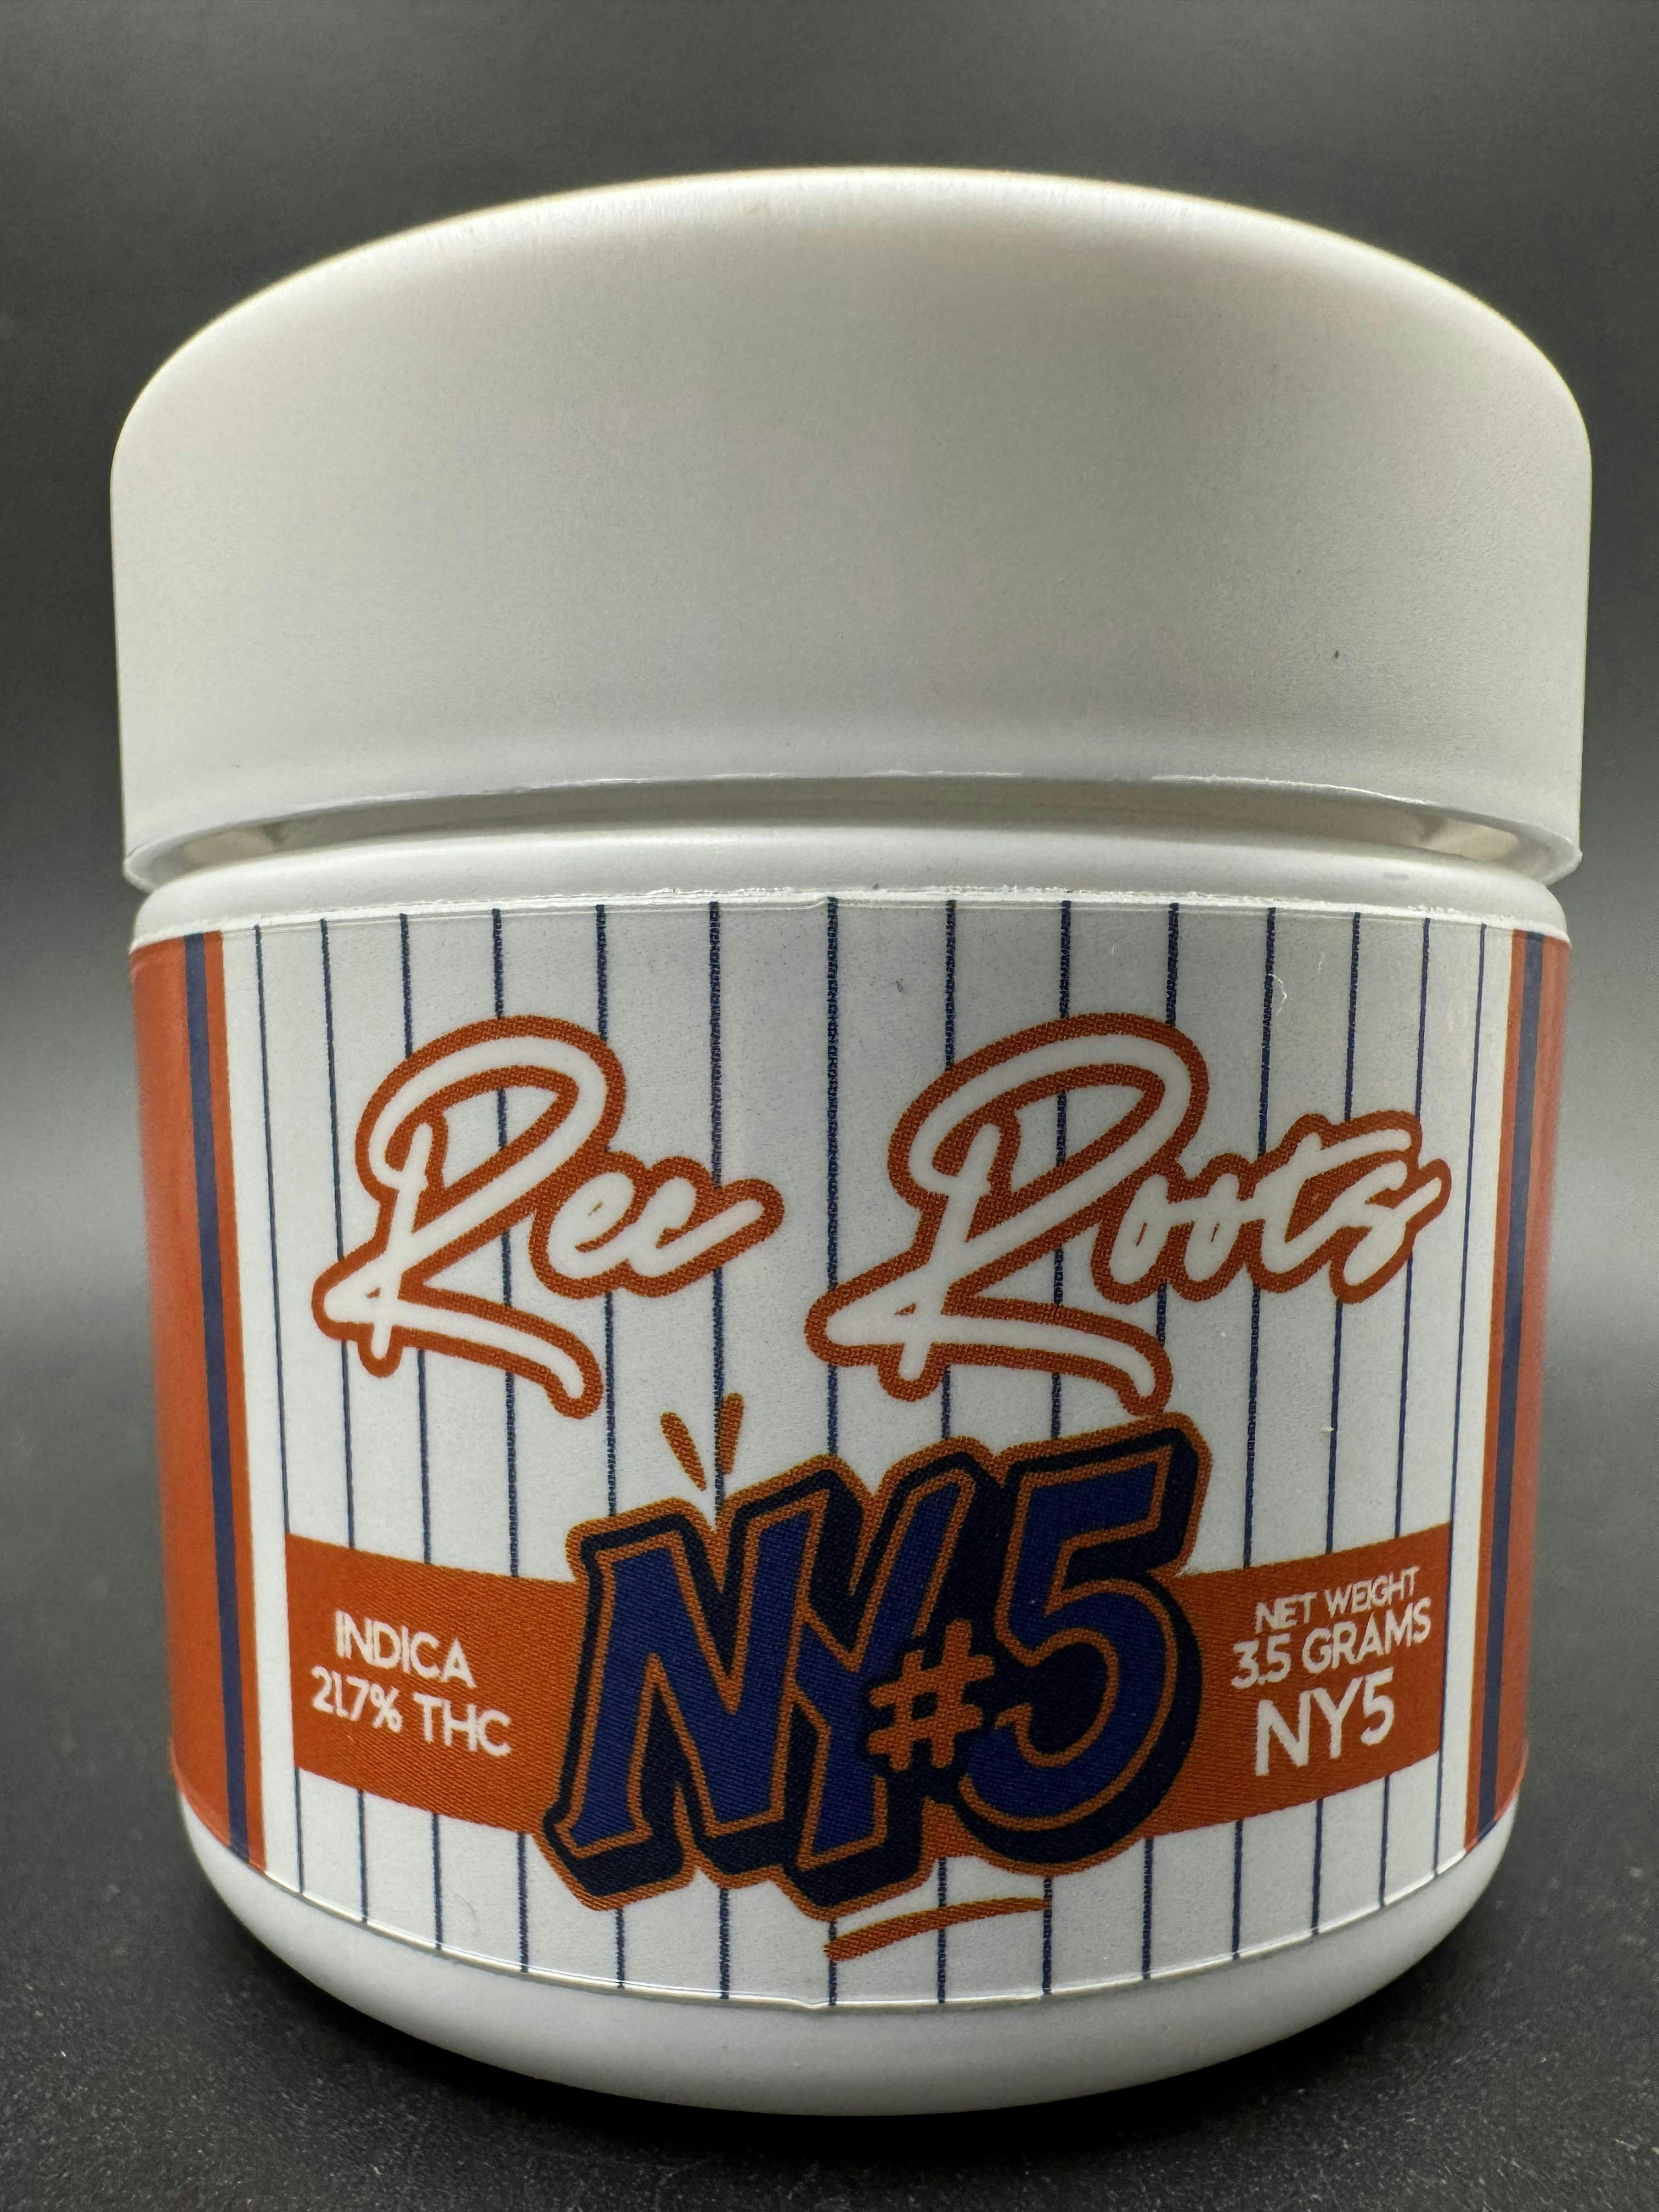 Rec Roots
NY#5
INDICA
21.7% THC
NET WEIGHT
3.5 GRAMS
NY5